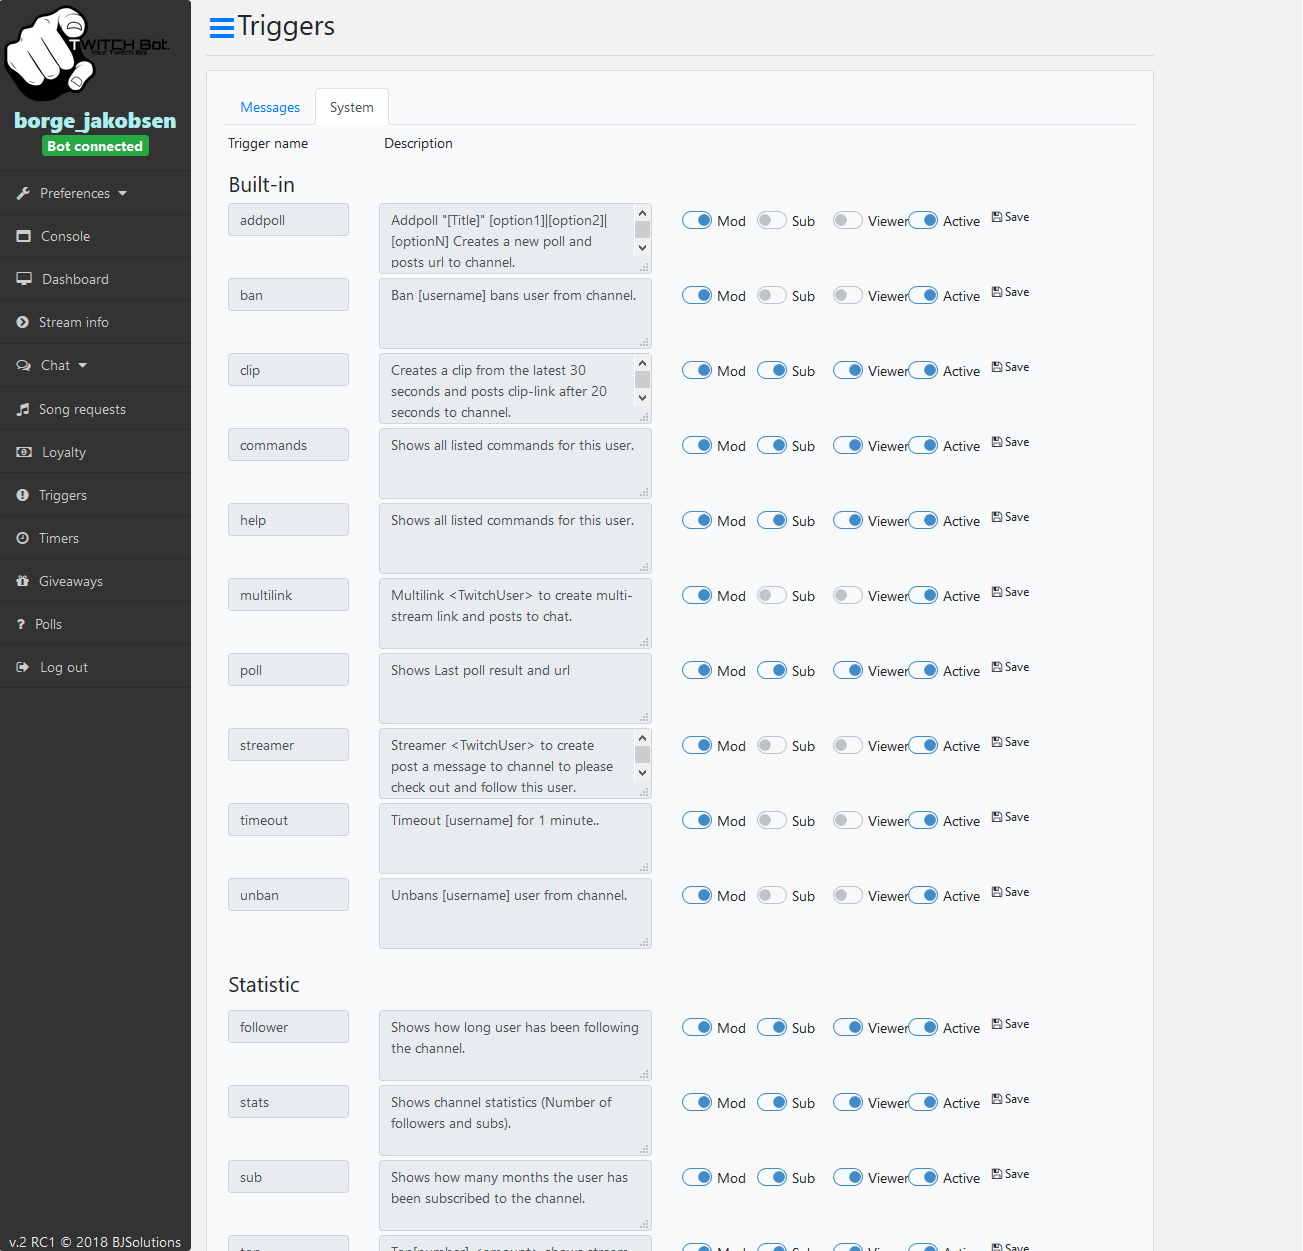 TWITCH Bot.
Your Twitch Bot.
borge_jakobsen
Bot connected
Preferences
Console
Dashboard
Stream info
Chat
Song requests
Loyalty
Triggers
Timers
Giveaways
Polls
Log out
v.2 RC1 © 2018 BJSolutions
Triggers
Messages System
Trigger name Description
Built-in
addpoll
Addpoll "[Title]" [option1]|[option2]|
[optionN] Creates a new poll and
posts url to channel.
Mod Sub Viewer Active Save
ban
Ban [username] bans user from channel.
Mod Sub Viewer Active Save
clip
Creates a clip from the latest 30
seconds and posts clip-link after 20
seconds to channel.
Mod Sub Viewer Active Save
commands
Shows all listed commands for this user.
Mod Sub Viewer Active Save
help
Shows all listed commands for this user.
Mod Sub Viewer Active Save
multilink
Multilink <TwitchUser> to create multi-
stream link and posts to chat.
Mod Sub Viewer Active Save
poll
Shows Last poll result and url
Mod Sub Viewer Active Save
streamer
Streamer <TwitchUser> to create
post a message to channel to please
check out and follow this user.
Mod Sub Viewer Active Save
timeout
Timeout [username] for 1 minute..
Mod Sub Viewer Active Save
unban
Unbans [username] user from channel.
Mod Sub Viewer Active Save
Statistic
follower
Shows how long user has been following
the channel.
Mod Sub Viewer Active Save
stats
Shows channel statistics (Number of
followers and subs).
Mod Sub Viewer Active Save
sub
Shows how many months the user has
been subscribed to the channel.
Mod Sub Viewer Active Save
top
Top[number] <amount> shows stream
Mod Sub Viewer Active Save